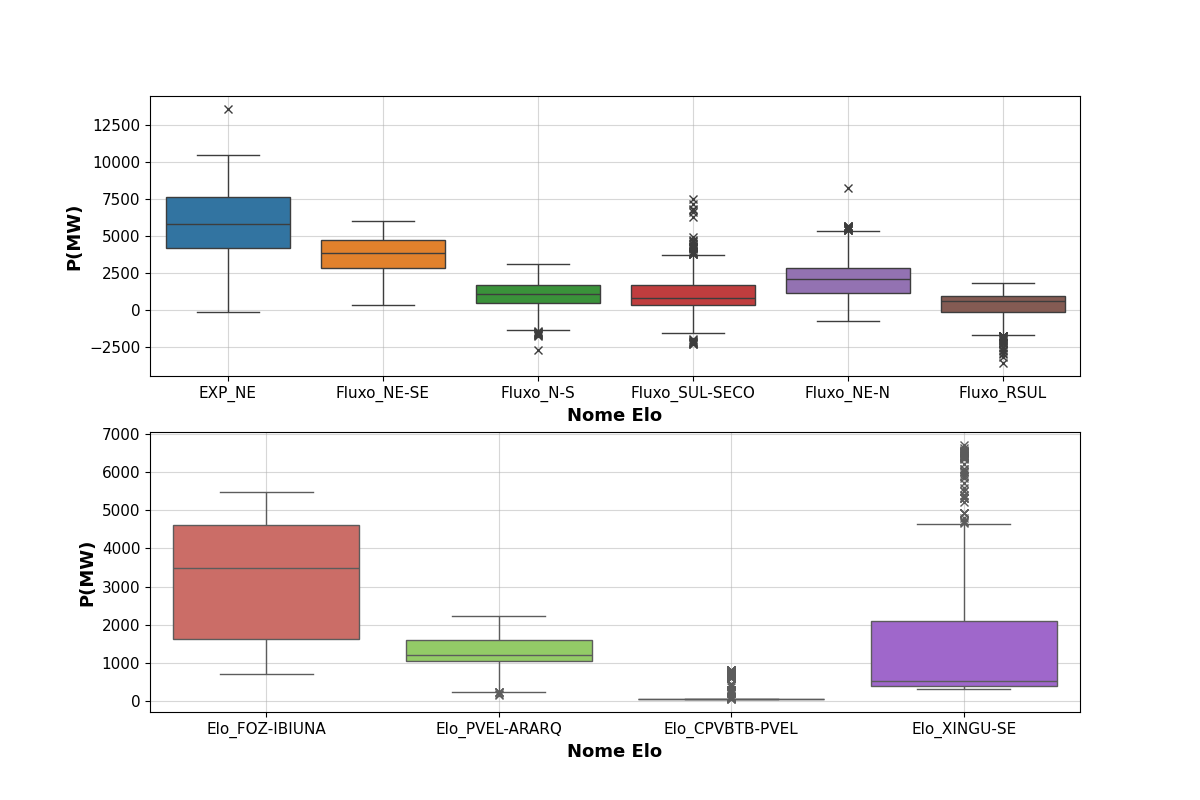 P(MW)
12500
10000
7500
5000
2500
0
−2500
EXP_NE Fluxo_NE-SE Fluxo_N-S Fluxo_SUL-SECO Fluxo_NE-N Fluxo_RSUL
Nome Elo
P(MW)
7000
6000
5000
4000
3000
2000
1000
0
Elo_FOZ-IBIUNA Elo_PVEL-ARARQ Elo_CPVBTB-PVEL Elo_XINGU-SE
Nome Elo